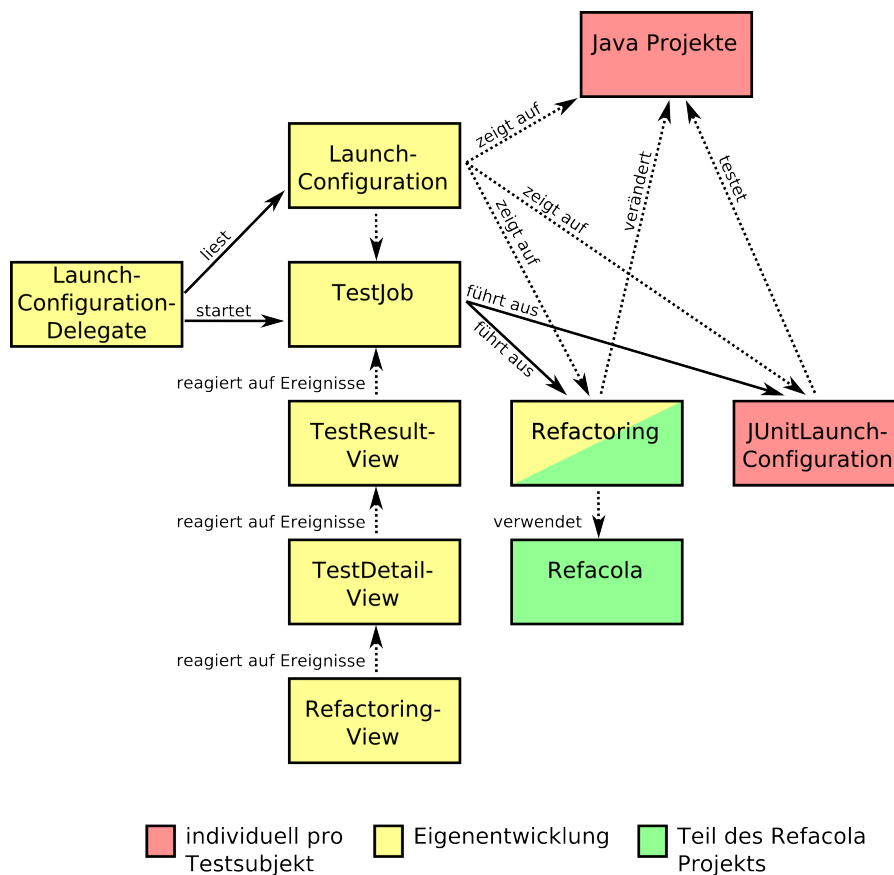 Java Projekte
zeigt auf
Launch-
Configuration
zeigt auf
zeigt auf
verändert
testet
liest
Launch-
Configuration-
Delegate
startet
TestJob
führt aus
führt aus
reagiert auf Ereignisse
TestResult-
View
Refactoring
JUnitLaunch-
Configuration
reagiert auf Ereignisse
verwendet
TestDetail-
View
Refacola
reagiert auf Ereignisse
Refactoring-
View
individuell pro
Testsubjekt
Eigenentwicklung
Teil des Refacola
Projekts